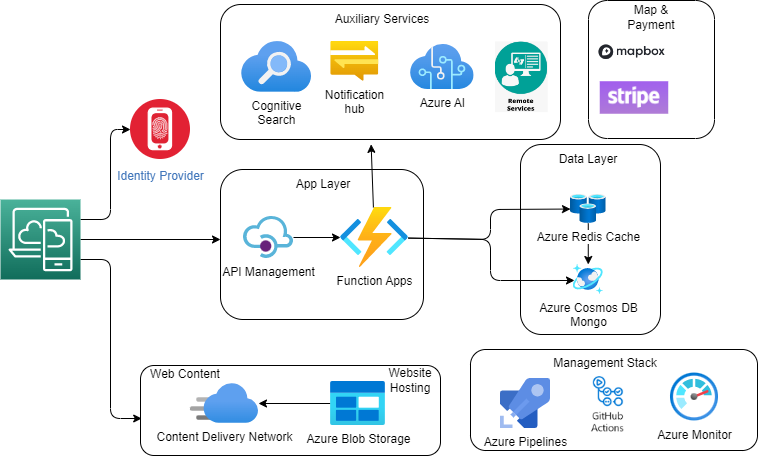 Auxiliary Services
Cognitive
Search
Notification
hub
Azure AI
Remote
Services
Map &
Payment
mapbox
stripe
Identity Provider
App Layer
API Management
Function Apps
Data Layer
Azure Redis Cache
Azure Cosmos DB
Mongo
Web Content
Website
Hosting
Content Delivery Network
Azure Blob Storage
Management Stack
Azure Pipelines
GitHub
Actions
Azure Monitor